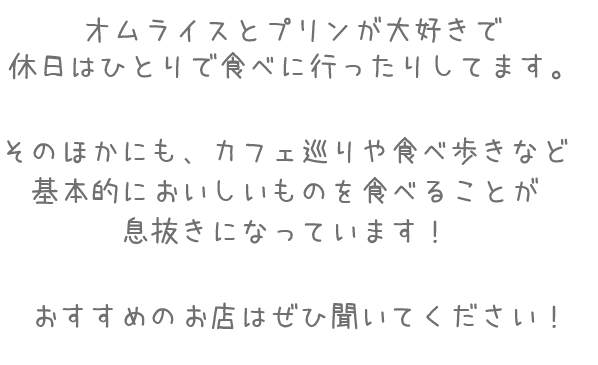 オムライスとプリンが大好きで
休日はひとりで食べに行ったりしてます。
そのほかにも、カフェ巡りや食べ歩きなど
基本的においしいものを食べることが
息抜きになっています！
おすすめのお店はぜひ聞いてください！